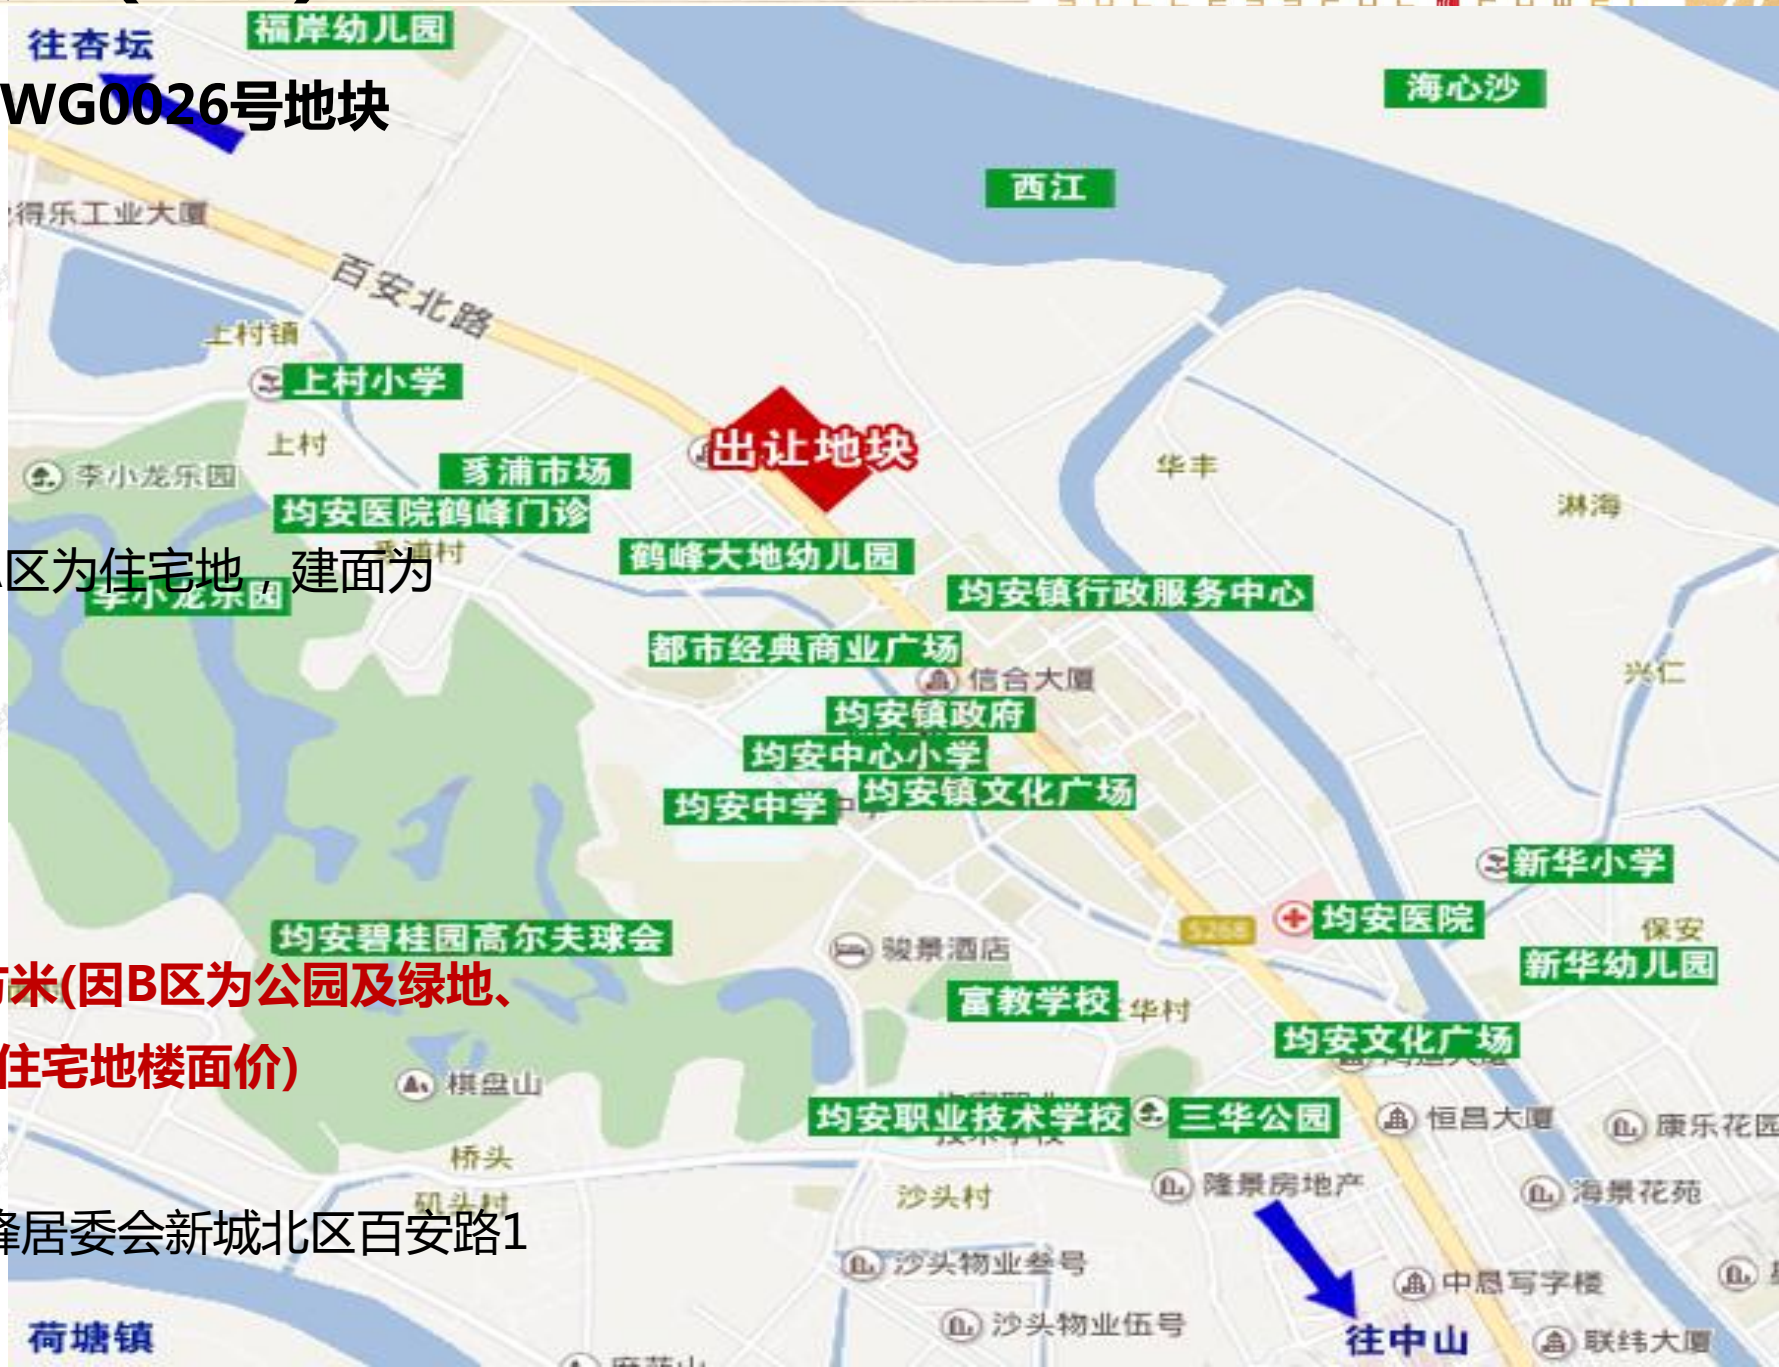 往杏坛
福岸幼儿园
海心沙
WG0026号地块
西江
得乐工业大厦
百安北路
上村镇
上村小学
出让地块
上村
李小龙乐园
豸浦市场
华丰
淋海
均安医院鹤峰门诊
鹤峰大地幼儿园
豸浦村
区为住宅地，建面为
李小龙乐园
均安镇行政服务中心
都市经典商业广场
信合大厦
兴仁
均安镇政府
均安中心小学
均安中学
均安镇文化广场
新华小学
均安医院
S268
保安
均安碧桂园高尔夫球会
骏景酒店
新华幼儿园
米(因B区为公园及绿地、
富教学校
华村
均安文化广场
住宅地楼面价)
棋盘山
均安职业技术学校
三华公园
恒昌大厦
康乐花园
桥头
矶头村
沙头村
隆景房地产
海景花苑
居委会新城北区百安路1
沙头物业叁号
中恳写字楼
荷塘镇
沙头物业伍号
往中山
联纬大厦